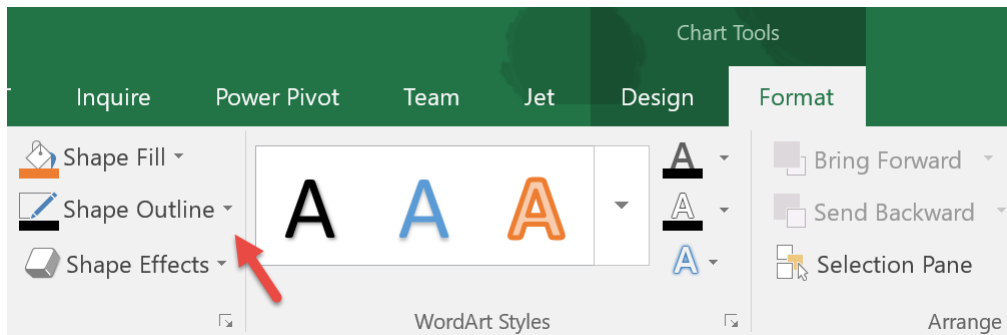 Chart Tools
Inquire Power Pivot Team Jet Design Format
Shape Fill
Shape Outline
Shape Effects
A A A
A
A
A
WordArt Styles
Bring Forward
Send Backward
Selection Pane
Arrange